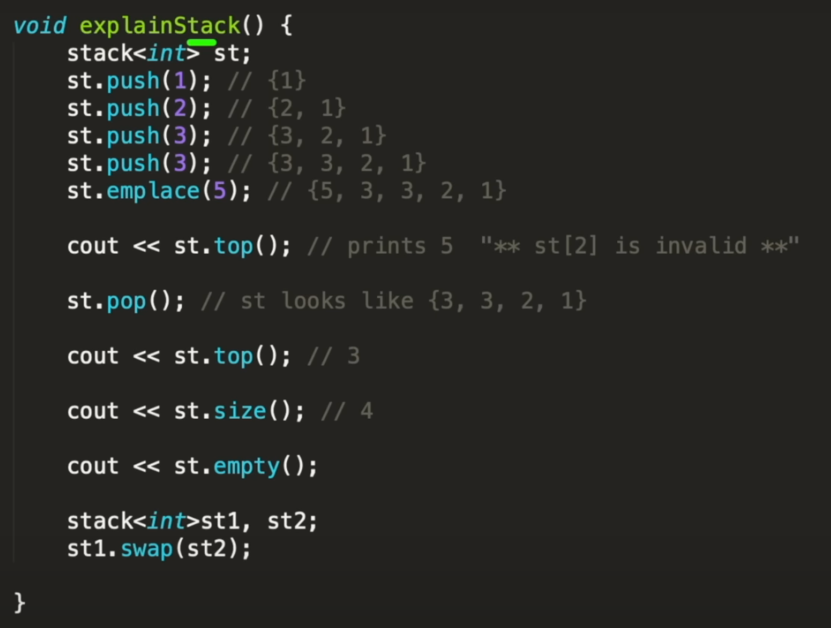 void explainStack() {
    stack<int> st;
    st.push(1); // {1}
    st.push(2); // {2, 1}
    st.push(3); // {3, 2, 1}
    st.push(3); // {3, 3, 2, 1}
    st.emplace(5); // {5, 3, 3, 2, 1}
    cout << st.top(); // prints 5  "** st[2] is invalid **"
    st.pop(); // st looks like {3, 3, 2, 1}
    cout << st.top(); // 3
    cout << st.size(); // 4
    cout << st.empty();
    stack<int>st1, st2;
    st1.swap(st2);
}